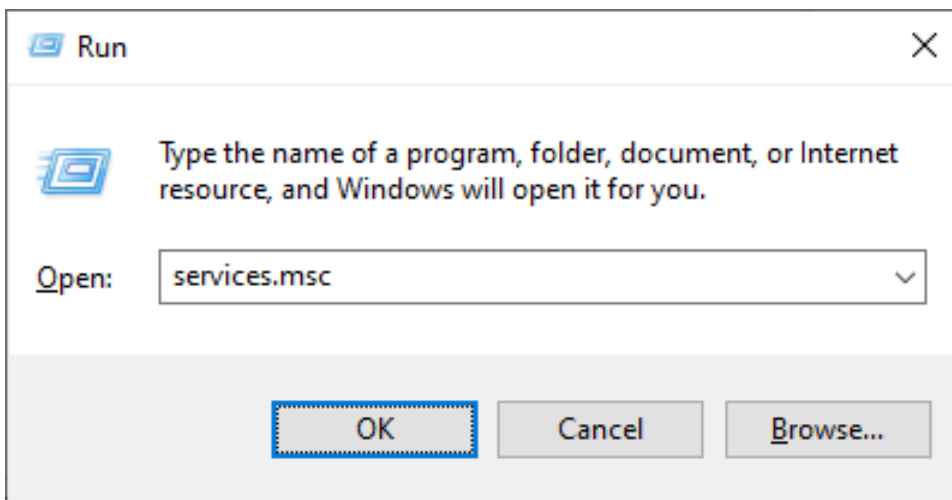 Run
Type the name of a program, folder, document, or Internet
resource, and Windows will open it for you.
Open: services.msc
OK Cancel Browse...